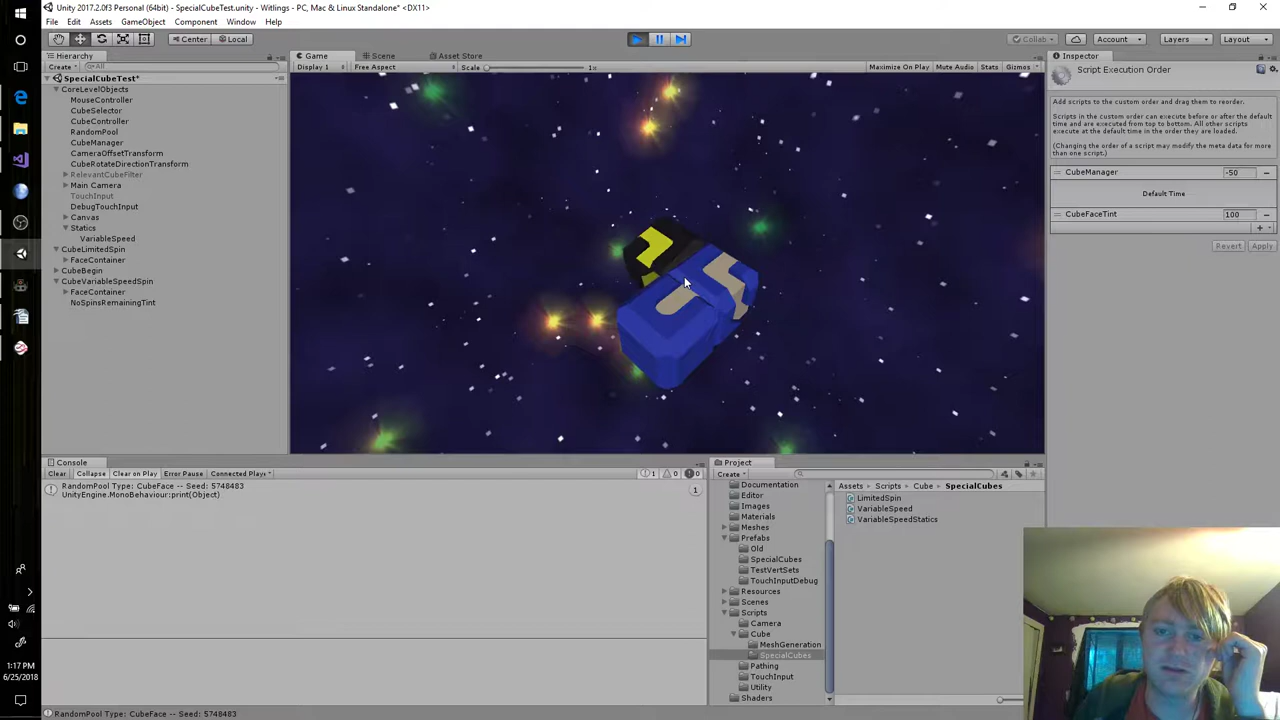 Unity 2017.2.0f3 Personal (64bit) - SpecialCubeTest.unity - Witlings - PC, Mac & Linux Standalone* <DX11>
File Edit Assets GameObject Component Window Help
Center Local
Collab Account Layers Layout
Hierarchy
Create All
SpecialCubeTest*
CoreLevelObjects
MouseController
CubeSelector
CubeController
RandomPool
CubeManager
CameraOffsetTransform
CubeRotateDirectionTransform
RelevantCubeFilter
Main Camera
TouchInput
DebugTouchInput
Canvas
Statics
VariableSpeed
CubeLimitedSpin
FaceContainer
CubeBegin
CubeVariableSpeedSpin
FaceContainer
NoSpinsRemainingTint
Game Scene Asset Store
Display 1 Free Aspect Scale 1x Maximize On Play Mute Audio Stats Gizmos
Inspector
Script Execution Order
Add scripts to the custom order and drag them to reorder.
Scripts in the custom order can execute before or after the default
time and are executed from top to bottom. All other scripts
execute at the default time in the order they are loaded.
(Changing the order of a script may modify the meta data for more
than one script.)
CubeManager -50
Default Time
CubeFaceTint 100
Revert Apply
Console
Clear Collapse Clear on Play Error Pause Connected Player 1 0 0
RandomPool Type: CubeFace -- Seed: 5748483
UnityEngine.MonoBehaviour:print(Object)
1
Project
Create
Documentation
Editor
Images
Materials
Meshes
Prefabs
Old
SpecialCubes
TestVertSets
TouchInputDebug
Resources
Scenes
Scripts
Camera
Cube
MeshGeneration
SpecialCubes
Pathing
TouchInput
Utility
Shaders
Assets Scripts Cube SpecialCubes
LimitedSpin
VariableSpeed
VariableSpeedStatics
RandomPool Type: CubeFace -- Seed: 5748483
1:17 PM
6/25/2018